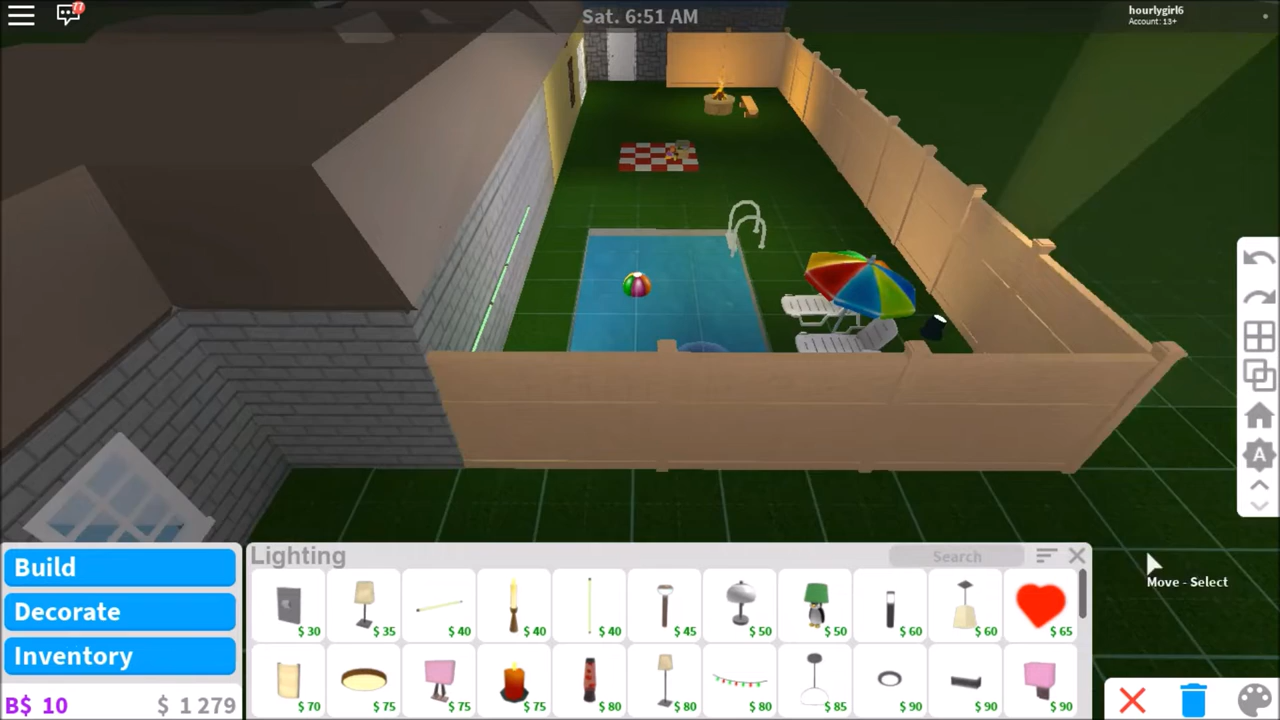 77
Sat. 6:51 AM
hourlygirl6
Account: 13+
A
Move - Select
Build
Decorate
Inventory
B$ 10
$ 1 279
Lighting
Search
$ 30
$ 35
$ 40
$ 40
$ 40
$ 45
$ 50
$ 50
$ 60
$ 60
$ 65
$ 70
$ 75
$ 75
$ 75
$ 80
$ 80
$ 80
$ 85
$ 90
$ 90
$ 90